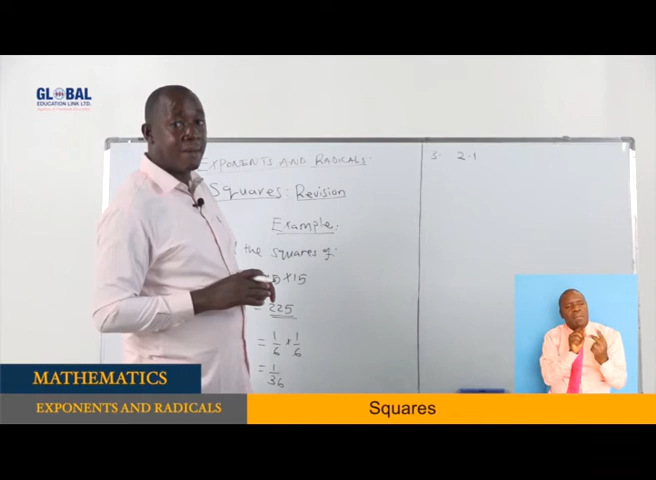 GLOBAL
EDUCATION LINK LTD.
EXPONENTS AND RADICALS:
Squares: Revision
Example:
the squares of:
×15
= 225
= 1/6 × 1/6
= 1/36
3. 2.1
MATHEMATICS
EXPONENTS AND RADICALS
Squares